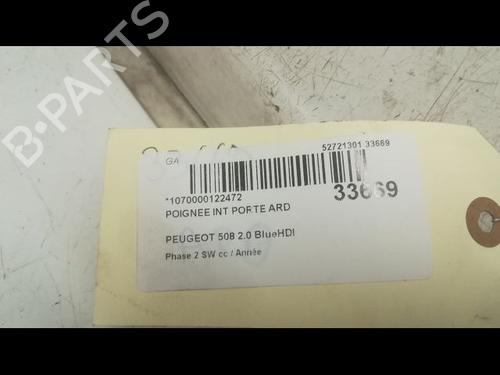 B-PARTS
GA
52721301 33669
*1070000122472
33669
POIGNEE INT PORTE ARD
PEUGEOT 508 2.0 BlueHDI
Phase 2 SW cc / Année